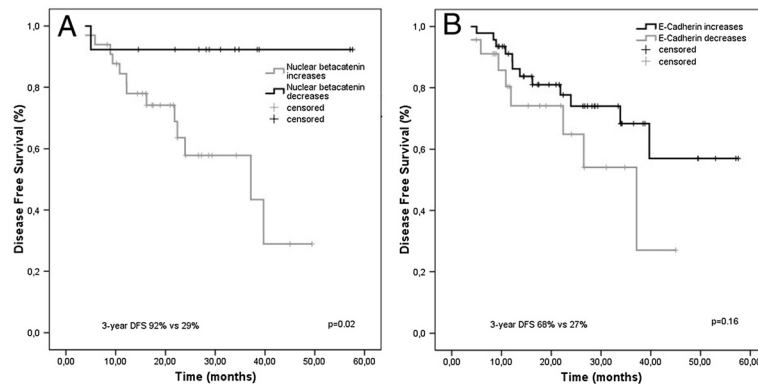 A
Disease Free Survival (%)
1,0
0,8
0,6
0,4
0,2
0,0
Nuclear betacatenin
increases
Nuclear betacatenin
decreases
censored
censored
3-year DFS 92% vs 29%
p=0.02
0,00 10,00 20,00 30,00 40,00 50,00 60,00
Time (months)
B
Disease Free Survival (%)
1,0
0,8
0,6
0,4
0,2
0,0
E-Cadherin increases
E-Cadherin decreases
censored
censored
3-year DFS 68% vs 27%
p=0.16
0,00 10,00 20,00 30,00 40,00 50,00 60,00
Time (months)